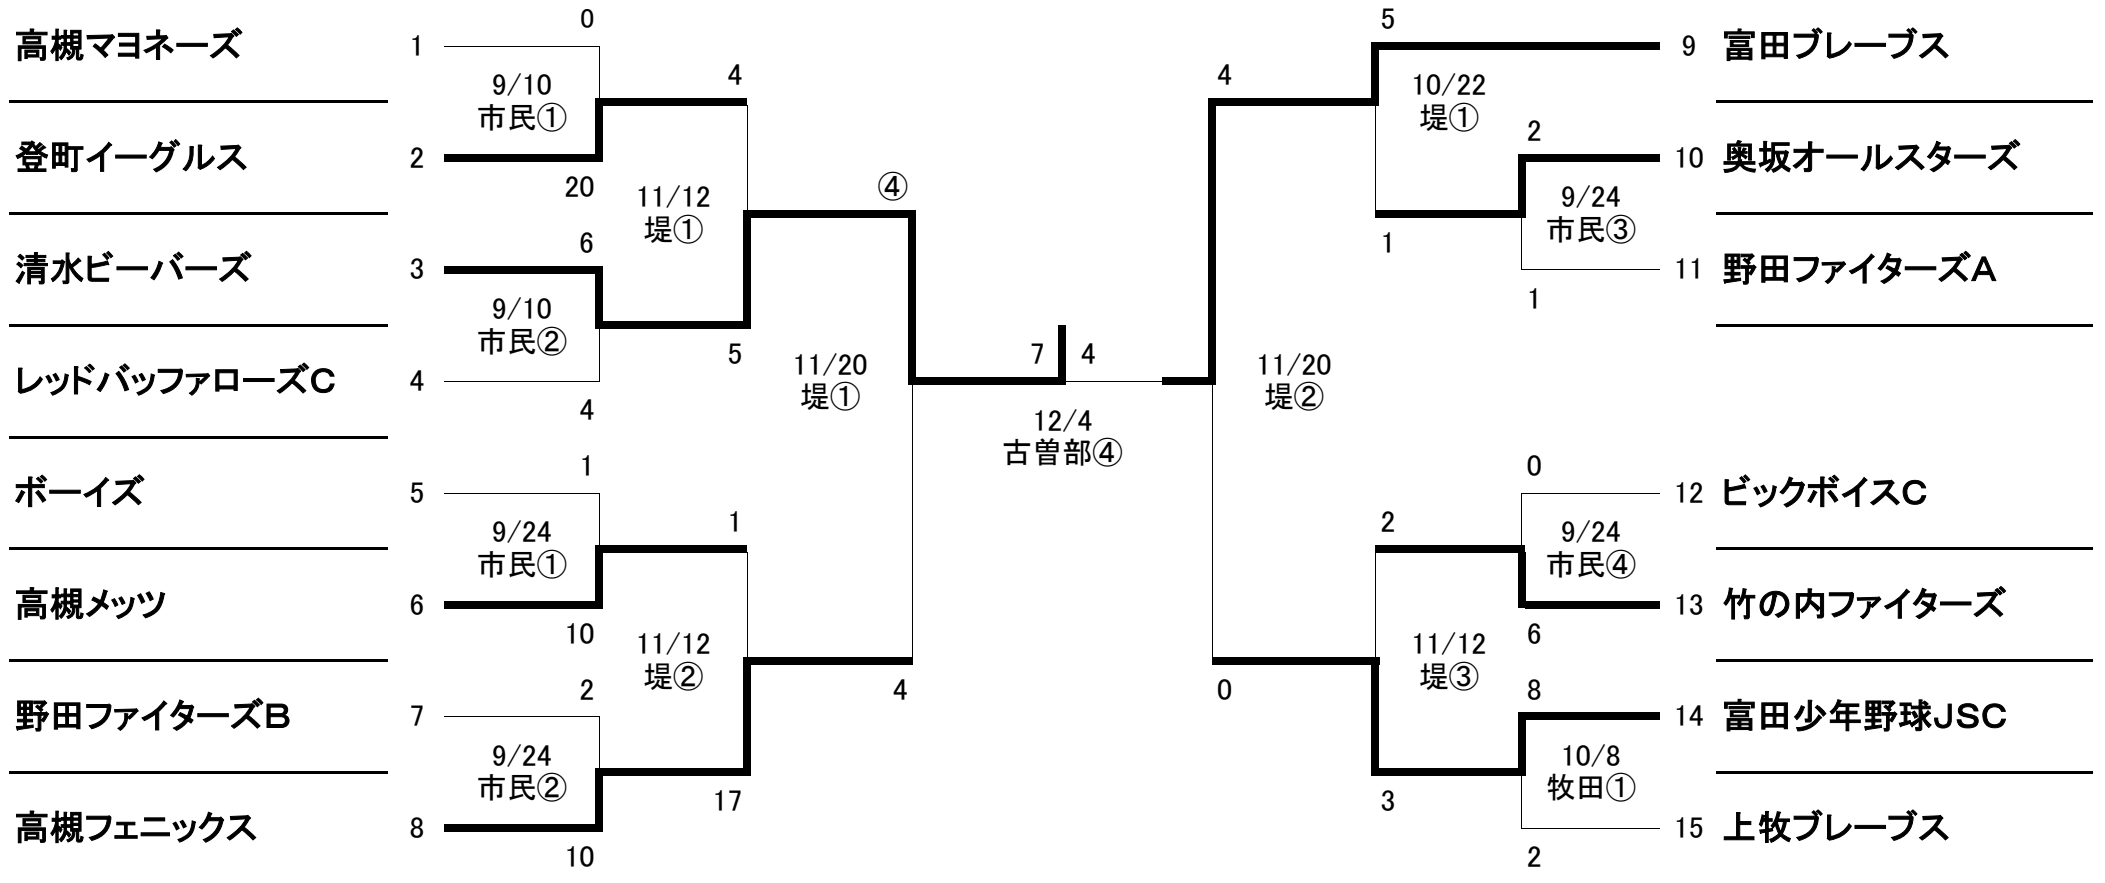 高槻マヨネーズ 1
0
9/10
市民①
登町イーグルス 2
20
4
11/12
堤①
清水ビーバーズ 3
6
9/10
市民②
レッドバッファローズC 4
4
5
④
11/20
堤①
ボーイズ 5
1
9/24
市民①
高槻メッツ 6
10
1
11/12
堤②
野田ファイターズB 7
2
9/24
市民②
高槻フェニックス 8
10
17
4
7 4
12/4
古曽部④
5
9 富田ブレーブス
4
10/22
堤①
2
10 奥坂オールスターズ
9/24
市民③
1
11 野田ファイターズA
1
11/20
堤②
0
12 ビックボイスC
2
9/24
市民④
13 竹の内ファイターズ
6
11/12
堤③
0
8
14 富田少年野球JSC
10/8
牧田①
3
15 上牧ブレーブス
2